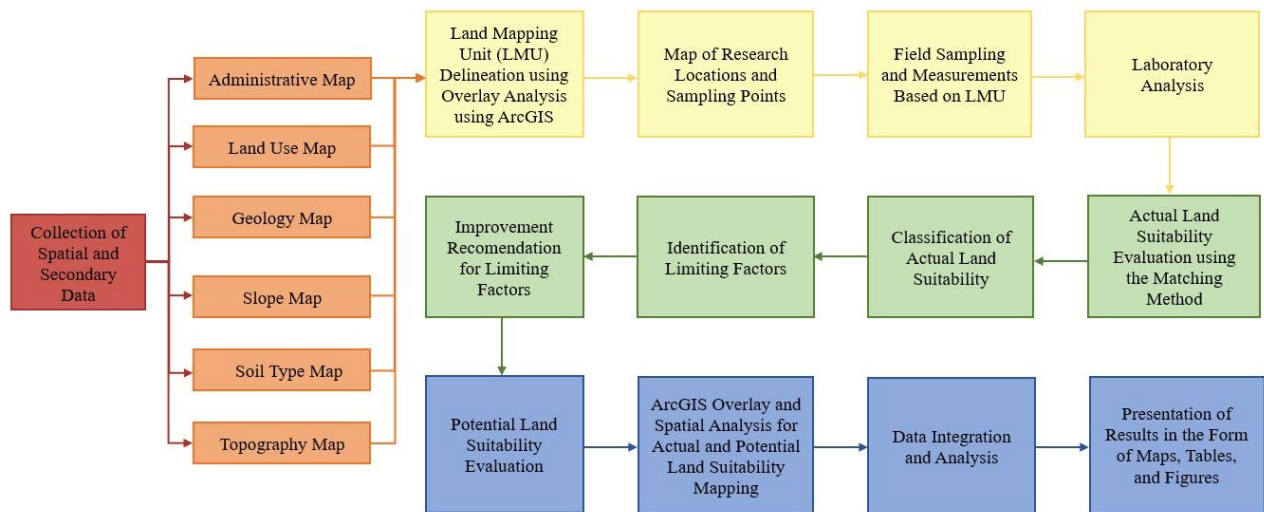 Collection of
Spatial and
Secondary
Data
Administrative Map
Land Use Map
Geology Map
Slope Map
Soil Type Map
Topography Map
Land Mapping
Unit (LMU)
Delineation using
Overlay Analysis
using ArcGIS
Map of Research
Locations and
Sampling Points
Field Sampling
and Measurements
Based on LMU
Laboratory
Analysis
Actual Land
Suitability
Evaluation using
the Matching
Method
Classification of
Actual Land
Suitability
Identification of
Limiting Factors
Improvement
Recomendation
for Limiting
Factors
Potential Land
Suitability
Evaluation
ArcGIS Overlay and
Spatial Analysis for
Actual and Potential
Land Suitability
Mapping
Data Integration
and Analysis
Presentation of
Results in the Form
of Maps, Tables,
and Figures